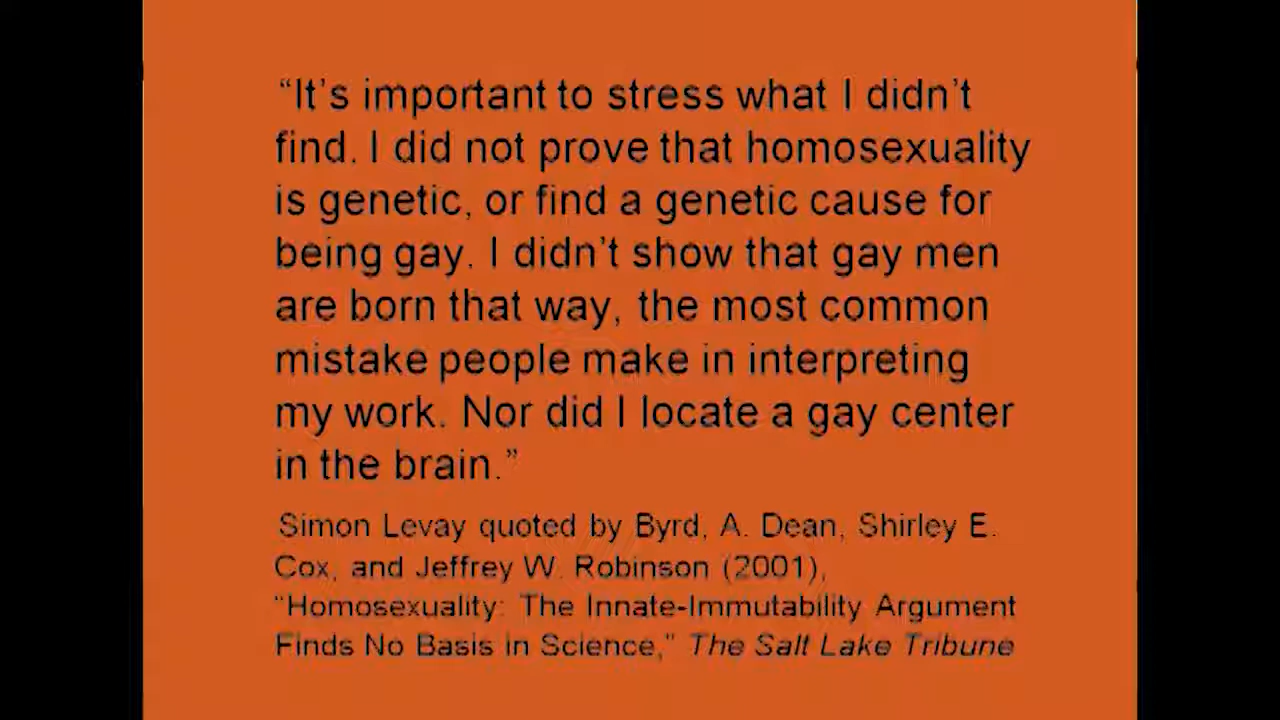 “It’s important to stress what I didn’t
find. I did not prove that homosexuality
is genetic, or find a genetic cause for
being gay. I didn’t show that gay men
are born that way, the most common
mistake people make in interpreting
my work. Nor did I locate a gay center
in the brain.”
Simon Levay quoted by Byrd, A. Dean, Shirley E.
Cox, and Jeffrey W. Robinson (2001),
“Homosexuality: The Innate-Immutability Argument
Finds No Basis in Science,” The Salt Lake Tribune